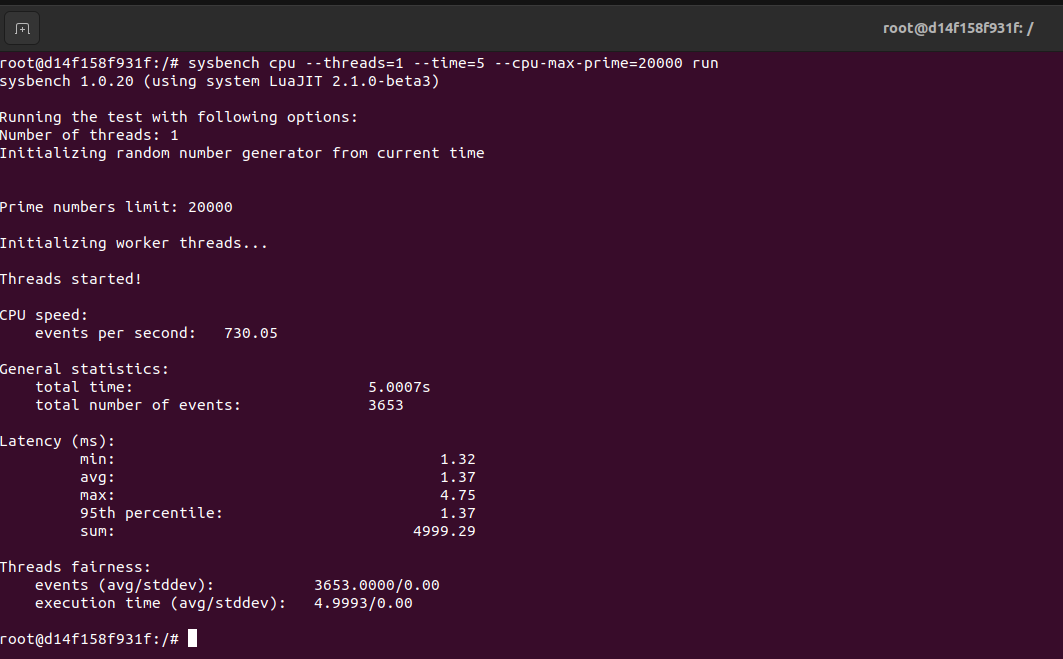 root@d14f158f931f: /
root@d14f158f931f:/# sysbench cpu --threads=1 --time=5 --cpu-max-prime=20000 run
sysbench 1.0.20 (using system LuaJIT 2.1.0-beta3)
Running the test with following options:
Number of threads: 1
Initializing random number generator from current time
Prime numbers limit: 20000
Initializing worker threads...
Threads started!
CPU speed:
events per second: 730.05
General statistics:
total time: 5.0007s
total number of events: 3653
Latency (ms):
min: 1.32
avg: 1.37
max: 4.75
95th percentile: 1.37
sum: 4999.29
Threads fairness:
events (avg/stddev): 3653.0000/0.00
execution time (avg/stddev): 4.9993/0.00
root@d14f158f931f:/#